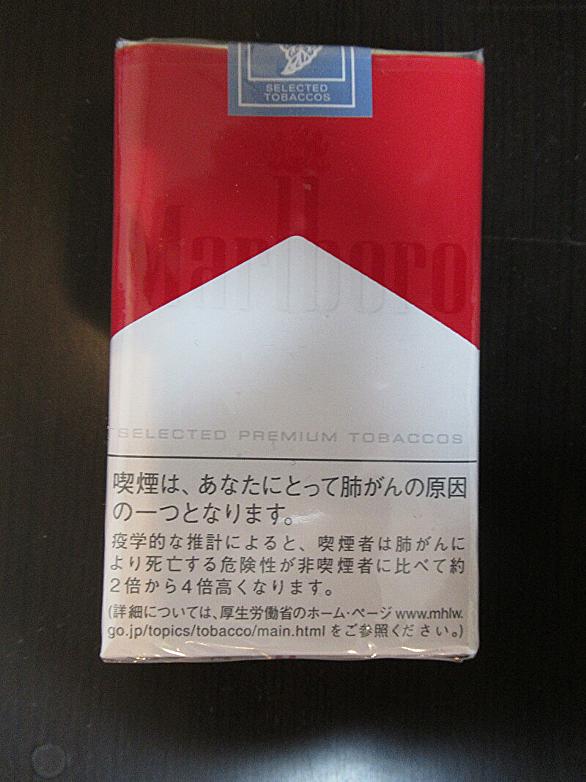 SELECTED
TOBACCOS
Marlboro
SELECTED PREMIUM TOBACCOS
喫煙は、あなたにとって肺がんの原因
の一つとなります。
疫学的な推計によると、喫煙者は肺がんに
より死亡する危険性が非喫煙者に比べて約
2倍から4倍高くなります。
(詳細については、厚生労働省のホーム・ページ www.mhlw.
go.jp/topics/tobacco/main.html をご参照ください。)